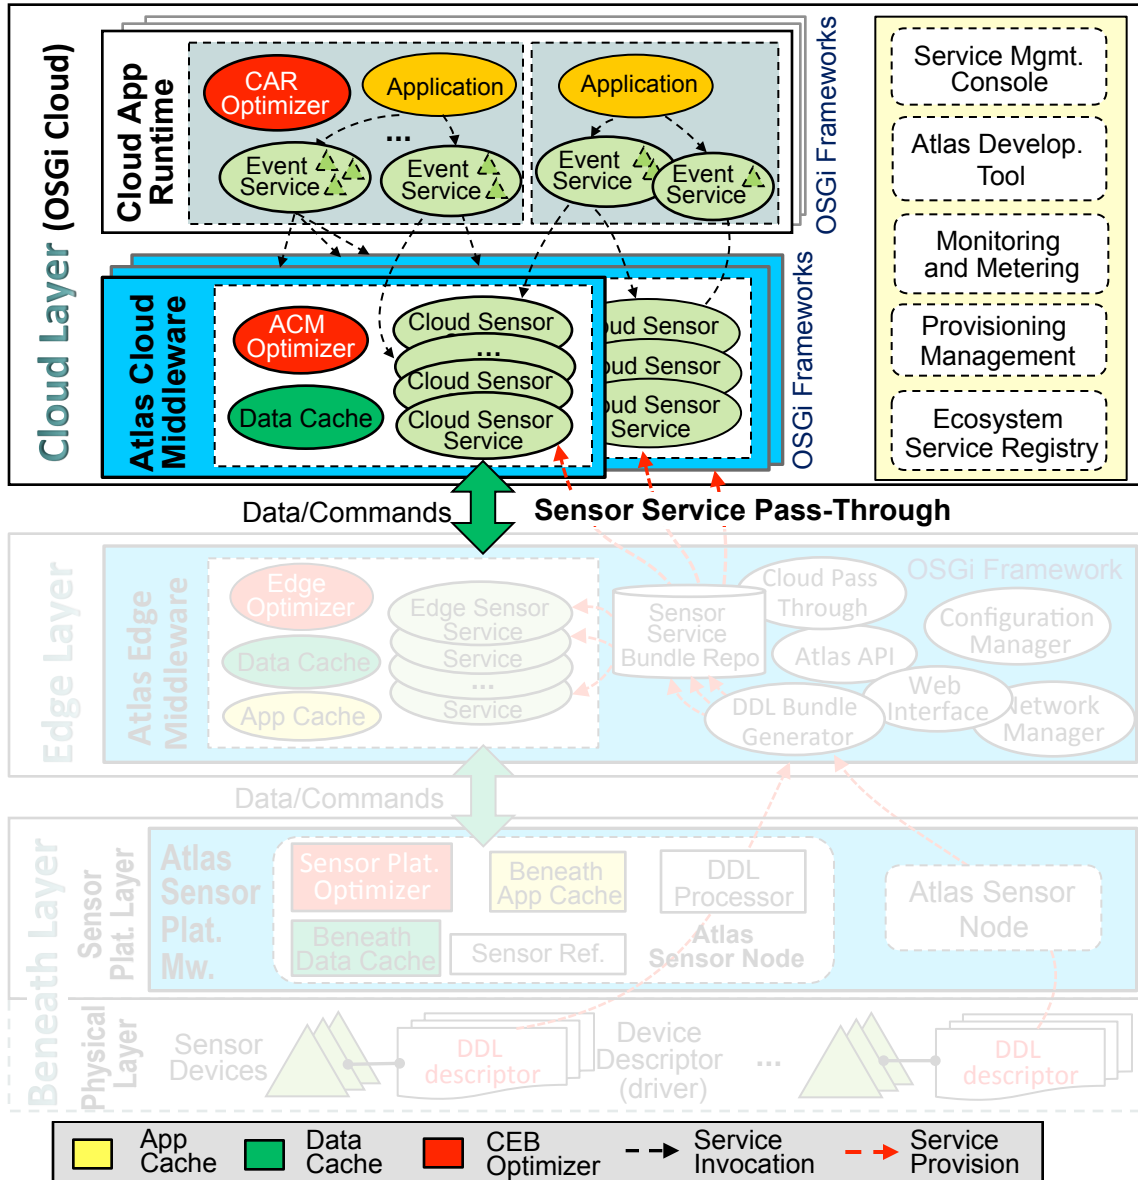 Cloud Layer (OSGi Cloud)
Cloud App
Runtime
CAR
Optimizer
Application
Application
...
Event
Service
Event
Service
Event
Service
Event
Service
OSGi Frameworks
Atlas Cloud
Middleware
ACM
Optimizer
Data Cache
Cloud Sensor
...
Cloud Sensor
Cloud Sensor
Service
oud Sensor
oud Sensor
oud Sensor
Service
OSGi Frameworks
Service Mgmt.
Console
Atlas Develop.
Tool
Monitoring
and Metering
Provisioning
Management
Ecosystem
Service Registry
Data/Commands
Sensor Service Pass-Through
Edge Layer
Atlas Edge
Middleware
Edge
Optimizer
Data Cache
App Cache
Edge Sensor
Service
Service
...
Service
Sensor
Service
Bundle Repo
Cloud Pass
Through
OSGi Framework
Configuration
Manager
Atlas API
Web
Interface
Network
Manager
DDL Bundle
Generator
Data/Commands
Beneath Layer
Sensor
Plat. Layer
Atlas
Sensor
Plat.
Mw.
Sensor Plat.
Optimizer
Beneath
App Cache
DDL
Processor
Beneath
Data Cache
Sensor Ref.
Atlas
Sensor Node
Atlas Sensor
Node
Physical
Layer
Sensor
Devices
DDL
descriptor
Device
Descriptor
(driver)
...
DDL
descriptor
App
Cache
Data
Cache
CEB
Optimizer
Service
Invocation
Service
Provision